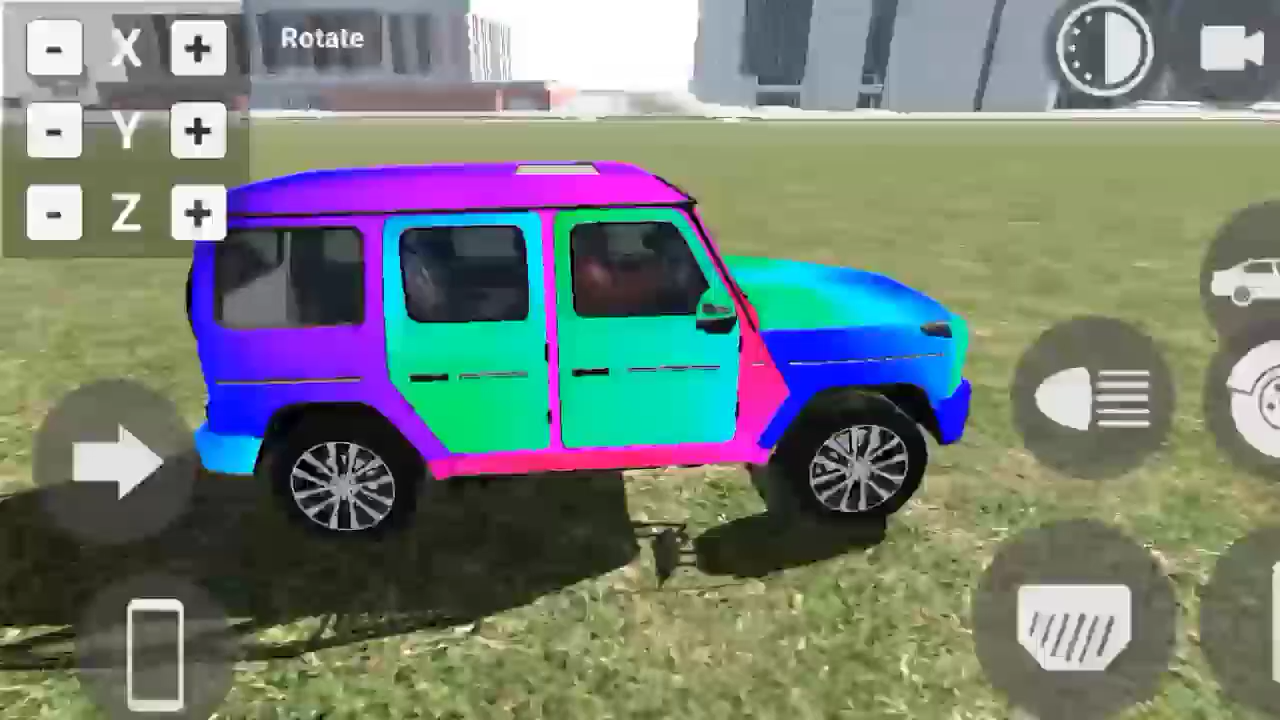 - X +
Rotate
- Y +
- Z +